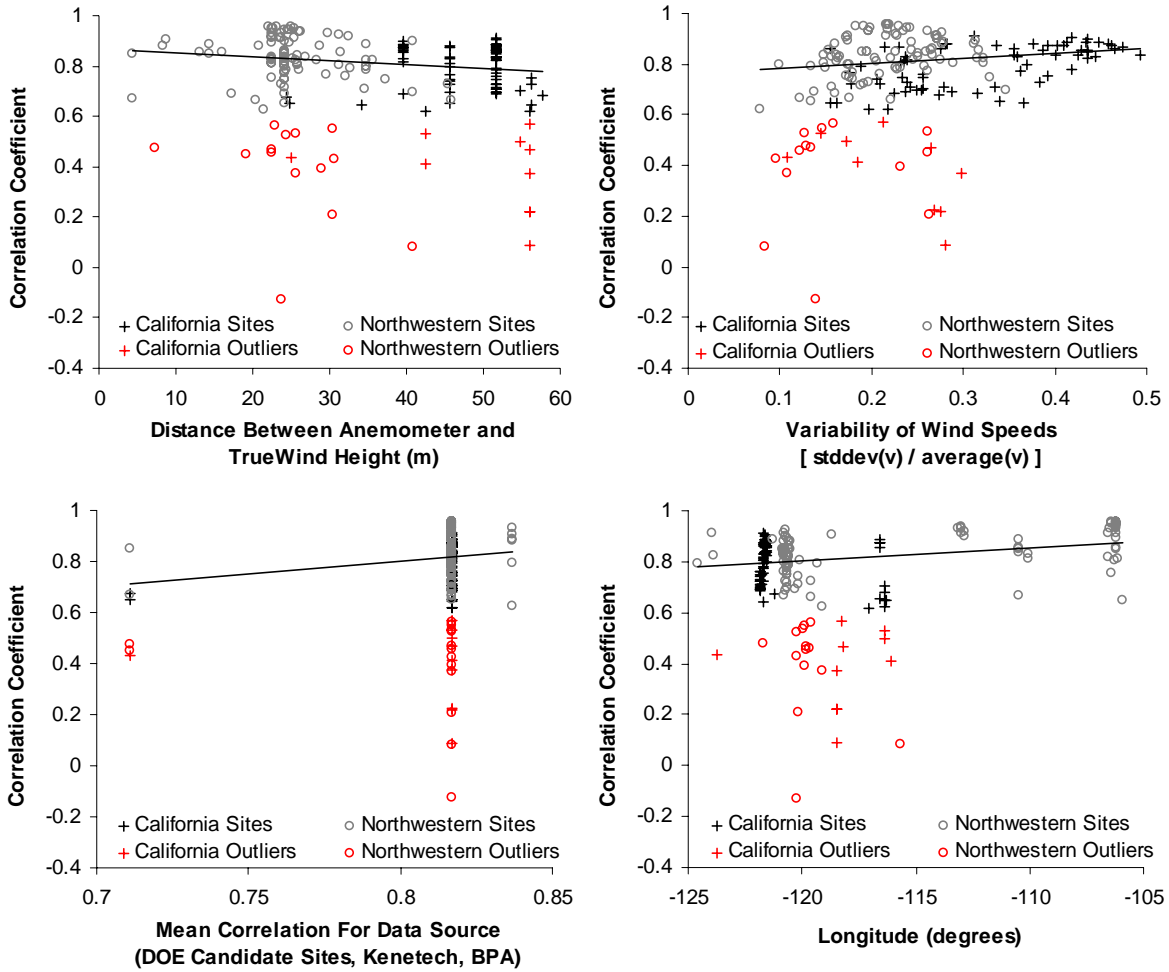 Correlation Coefficient
1
0.8
0.6
0.4
0.2
0
-0.2
-0.4
California Sites
Northwestern Sites
California Outliers
Northwestern Outliers
0 10 20 30 40 50 60
Distance Between Anemometer and
TrueWind Height (m)
Correlation Coefficient
1
0.8
0.6
0.4
0.2
0
-0.2
-0.4
California Sites
Northwestern Sites
California Outliers
Northwestern Outliers
0 0.1 0.2 0.3 0.4 0.5
Variability of Wind Speeds
[ stddev(v) / average(v) ]
Correlation Coefficient
1
0.8
0.6
0.4
0.2
0
-0.2
-0.4
California Sites
Northwestern Sites
California Outliers
Northwestern Outliers
0.7 0.75 0.8 0.85
Mean Correlation For Data Source
(DOE Candidate Sites, Kenetech, BPA)
Correlation Coefficient
1
0.8
0.6
0.4
0.2
0
-0.2
-0.4
California Sites
Northwestern Sites
California Outliers
Northwestern Outliers
-125 -120 -115 -110 -105
Longitude (degrees)